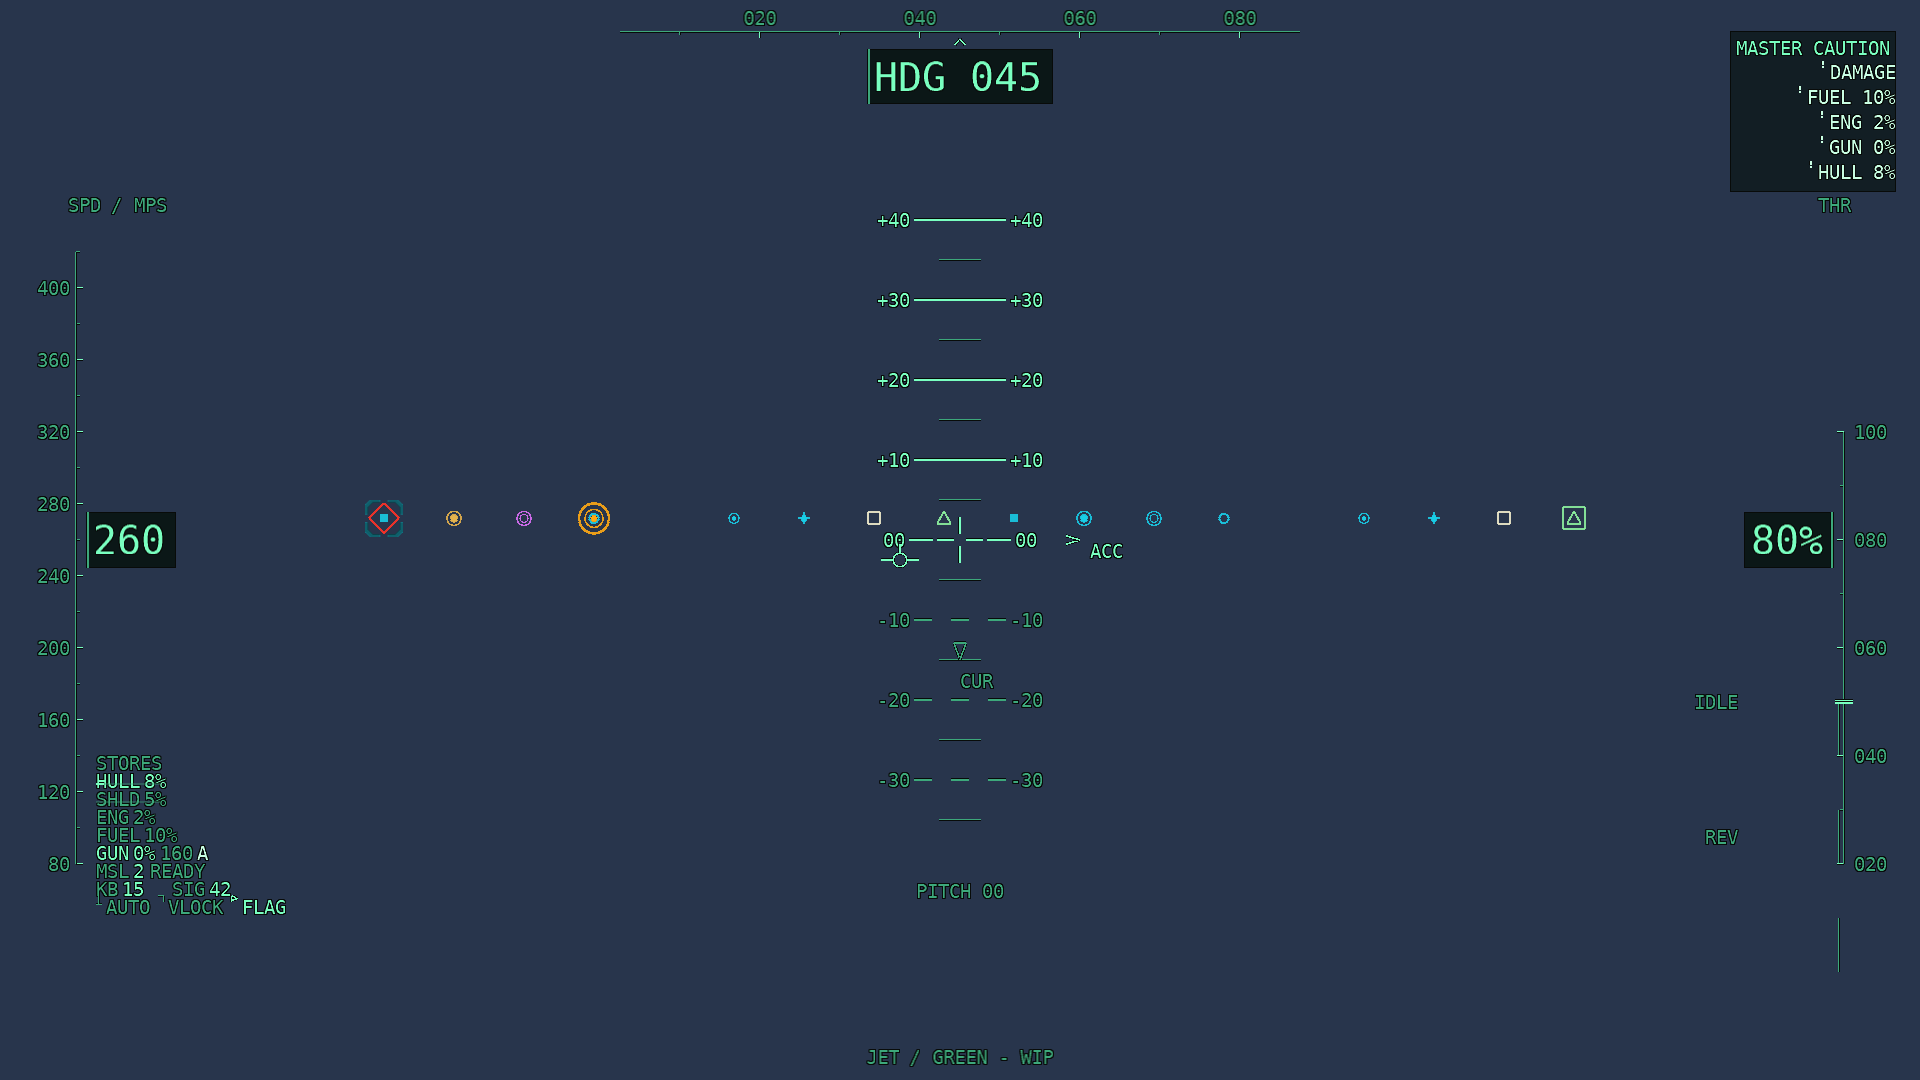 020 040 060 080
HDG 045
MASTER CAUTION
! DAMAGE
! FUEL 10%
! ENG 2%
! GUN 0%
! HULL 8%
SPD / MPS
THR
+40 +40
400
+30 +30
360
+20 +20
320
100
+10 +10
280
260
00 00
> ACC
80%
080
240
-10 -10
200
060
CUR
-20 -20
IDLE
160
STORES
040
HULL 8%
-30 -30
120
SHLD 5%
ENG 2%
FUEL 10%
REV
GUN 0% 160 A
80
020
MSL 2 READY
KB 15 SIG 42
PITCH 00
AUTO VLOCK FLAG
JET / GREEN - WIP